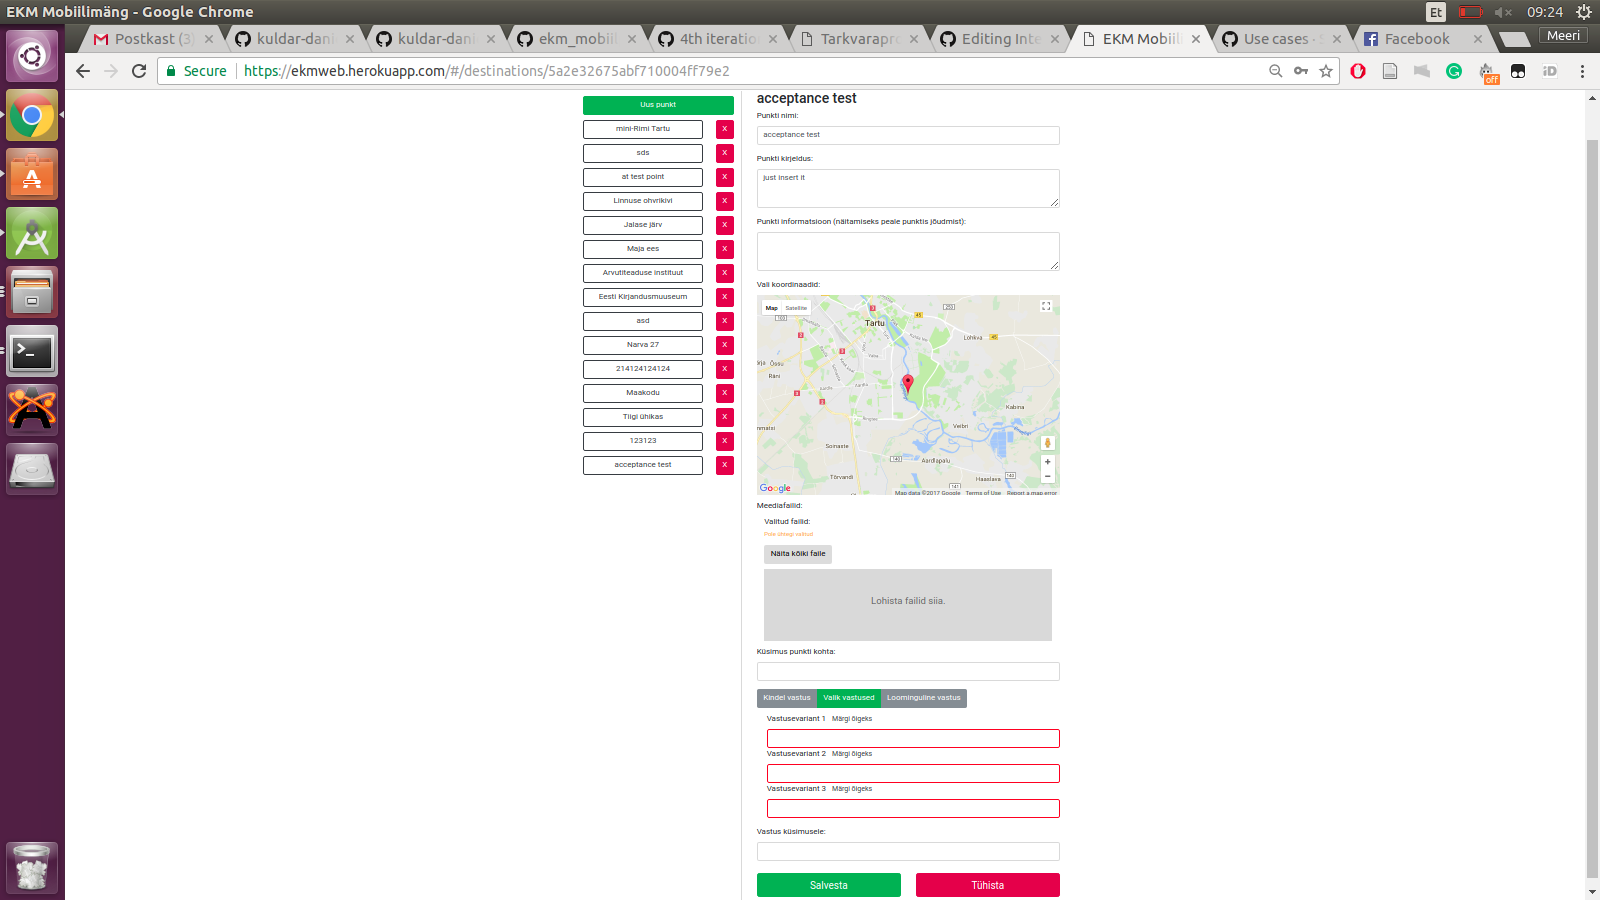 EKM Mobiilimäng - Google Chrome
Et
09:24
Postkast (3)
kuldar-dani
kuldar-dani
ekm_mobiil
4th iteratio
Tarkvarapro
Editing Inte
EKM Mobiil
Use cases - S
Facebook
Meeri
Secure
https://ekmweb.herokuapp.com/#/destinations/5a2e32675abf710004ff79e2
off
Uus punkt
mini-Rimi Tartu x
sds x
at test point x
Linnuse ohvrikivi x
Jalase järv x
Maja ees x
Arvutiteaduse instituut x
Eesti Kirjandusmuuseum x
asd x
Narva 27 x
214124124124 x
Maakodu x
Tiigi ühikas x
123123 x
acceptance test x
acceptance test
Punkti nimi:
acceptance test
Punkti kirjeldus:
just insert it
Punkti informatsioon (näitamiseks peale punktis jõudmist):
Vali koordinaadid:
Map Satellite
Tartu
Lohkva
Õssu
Räni
Kabina
Veibri
Soinaste
Aardlapalu
Haaslava
Tõrvandi
Google
Map data ©2017 Google Terms of Use Report a map error
Meediafailid:
Valitud failid:
Pole ühtegi valitud
Näita kõiki faile
Lohista failid siia.
Küsimus punkti kohta:
Kindel vastus Valik vastused Loominguline vastus
Vastusevariant 1 Märgi õigeks
Vastusevariant 2 Märgi õigeks
Vastusevariant 3 Märgi õigeks
Vastus küsimusele:
Salvesta Tühista